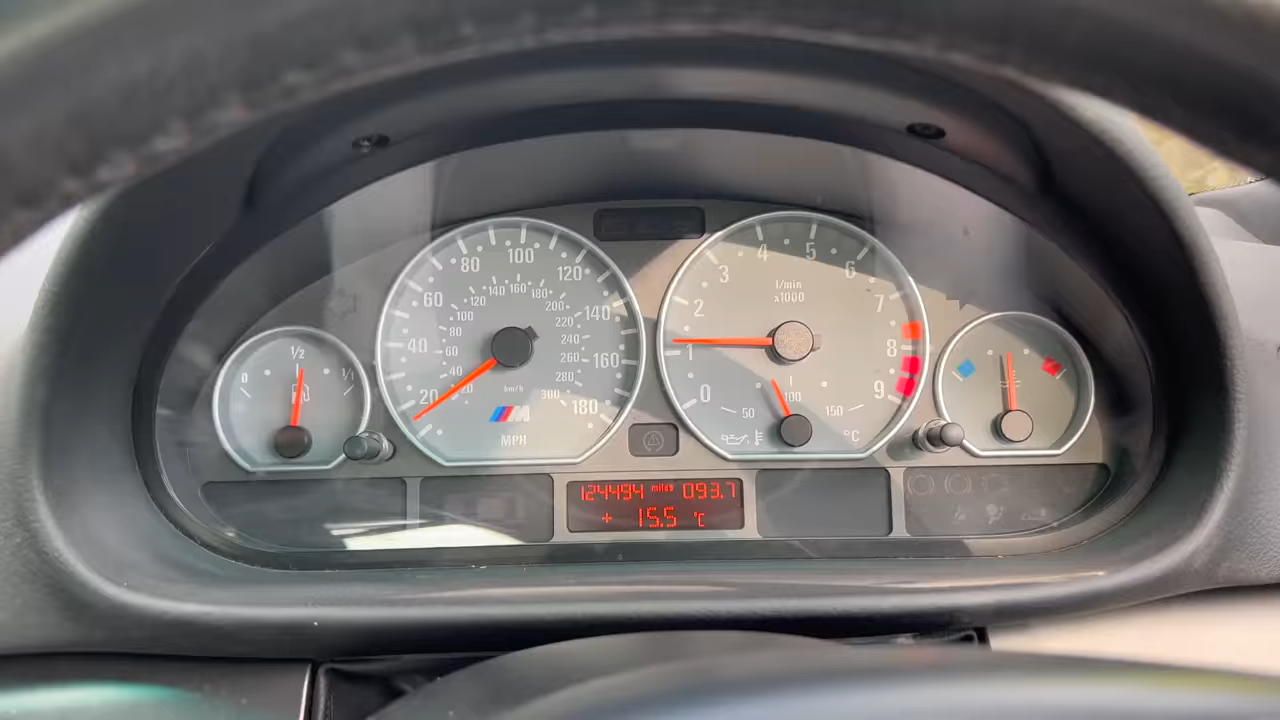 0 1/2 1/1
20 40 60 80 100 120 140 160 180
20 40 60 80 100 120 140 160 180 200 220 240 260 280 300
km/h
M
MPH
0 1 2 3 4 5 6 7 8 9
1/min
x1000
50 100 150
°C
124494 miles 093.7
+ 15.5 °C